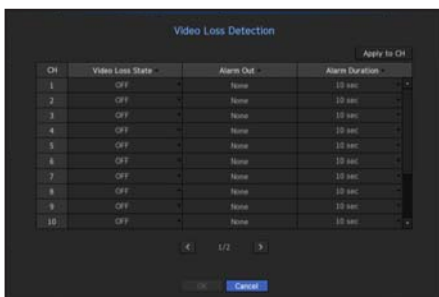 Video Loss Detection
Apply to CH
CH Video Loss State Alarm Out Alarm Duration
1 OFF None 10 sec
2 OFF None 10 sec
3 OFF None 10 sec
4 OFF None 10 sec
5 OFF None 10 sec
6 OFF None 10 sec
7 OFF None 10 sec
8 OFF None 10 sec
9 OFF None 10 sec
10 OFF None 10 sec
< 1/2 >
OK Cancel